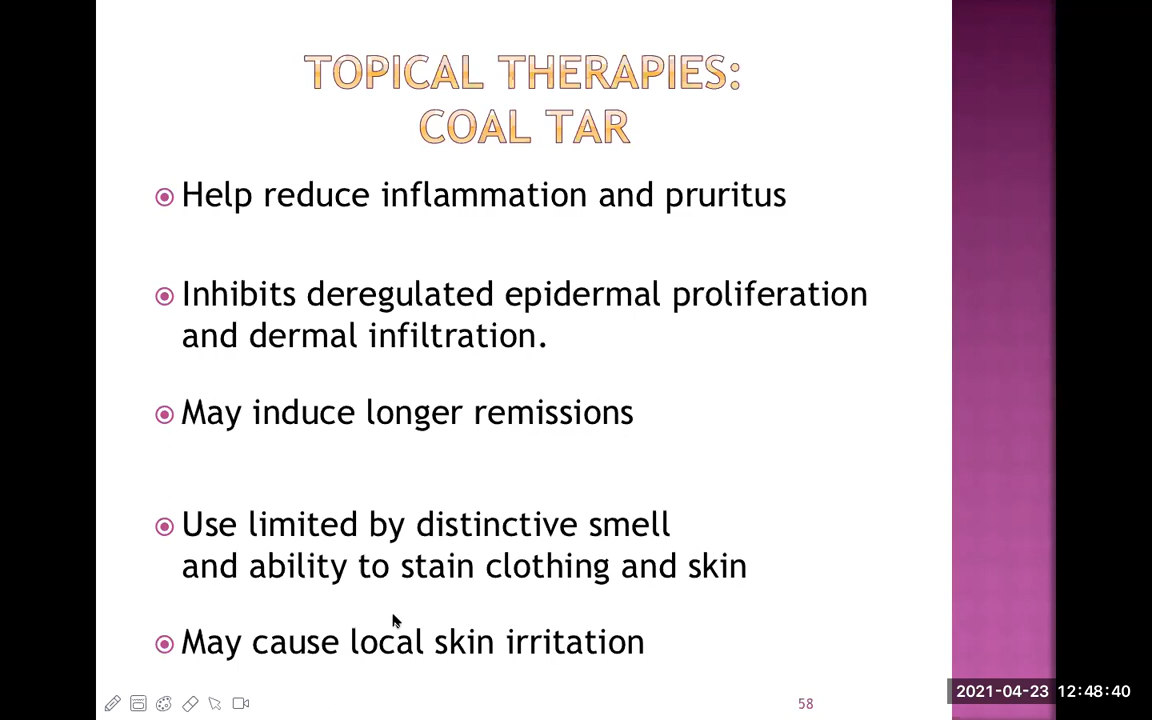 TOPICAL THERAPIES:
COAL TAR
Help reduce inflammation and pruritus
Inhibits deregulated epidermal proliferation
and dermal infiltration.
May induce longer remissions
Use limited by distinctive smell
and ability to stain clothing and skin
May cause local skin irritation
58
2021-04-23 12:48:40